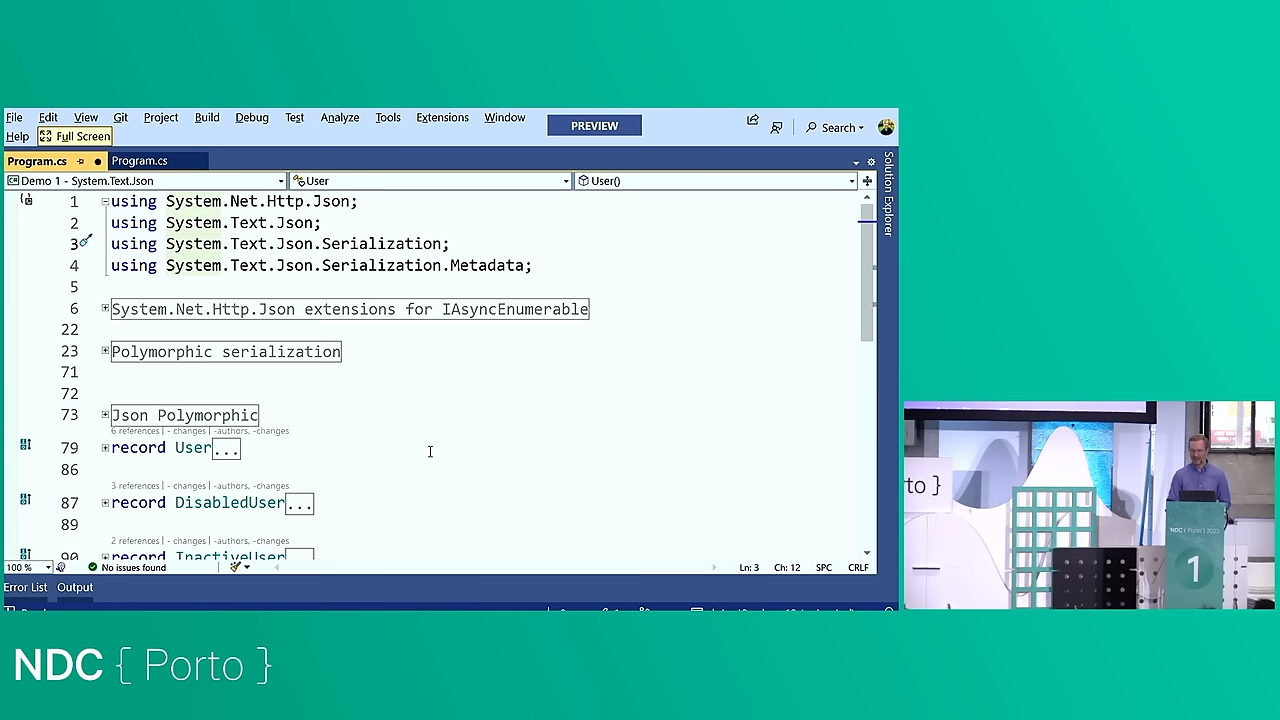 File Edit View Git Project Build Debug Test Analyze Tools Extensions Window
PREVIEW
Search
Help Full Screen
Program.cs
Program.cs
Demo 1 - System.Text.Json
User
User()
Solution Explorer
1 using System.Net.Http.Json;
2 using System.Text.Json;
3 using System.Text.Json.Serialization;
4 using System.Text.Json.Serialization.Metadata;
5
6 System.Net.Http.Json extensions for IAsyncEnumerable
22
23 Polymorphic serialization
71
72
73 Json Polymorphic
6 references | - changes | -authors, -changes
79 record User...
86
3 references | - changes | -authors, -changes
87 record DisabledUser...
89
2 references | - changes | -authors, -changes
90 record InactiveUser
100 % No issues found Ln: 3 Ch: 12 SPC CRLF
Error List Output
to }
NDC { Porto } 2023
1
NDC { Porto }